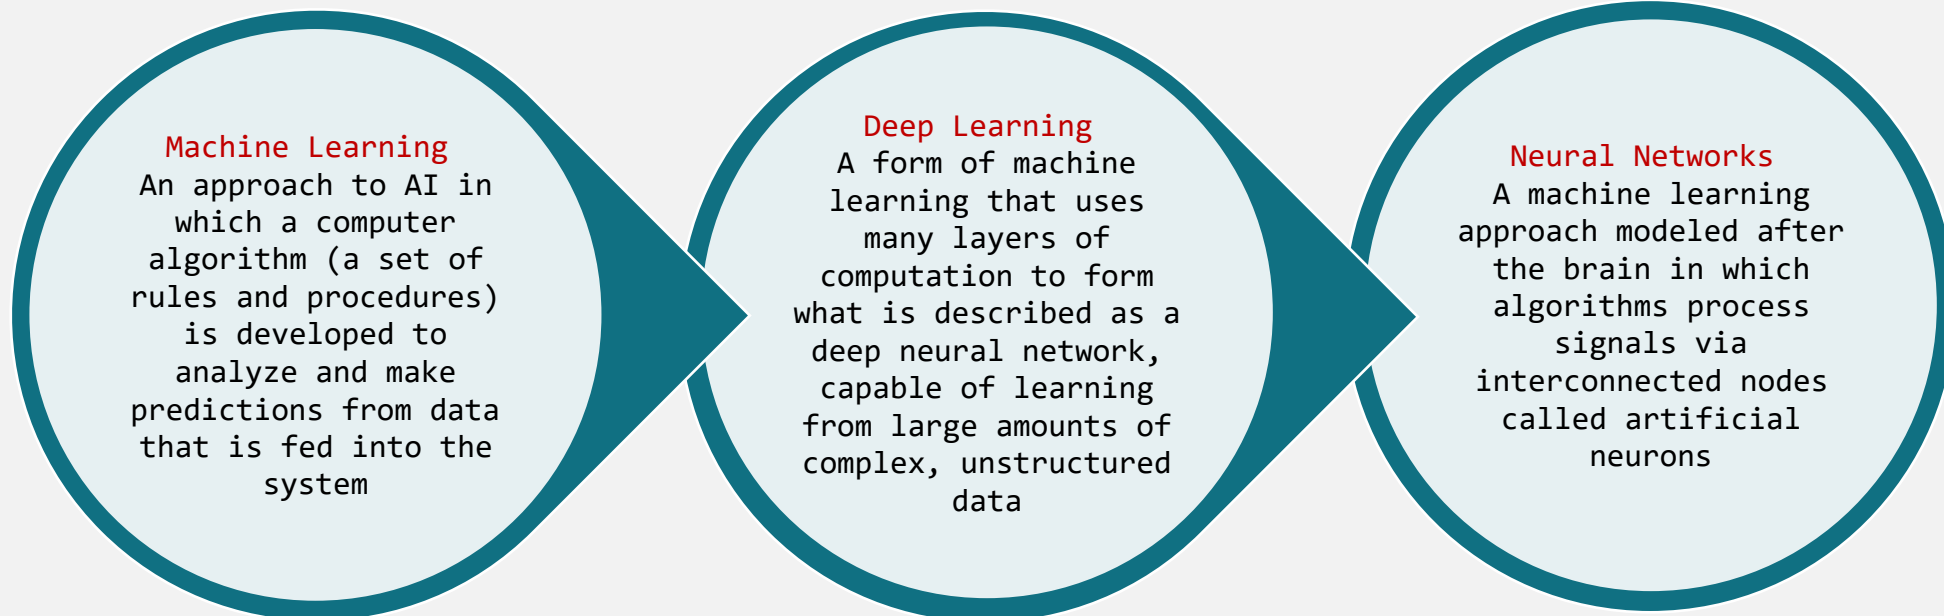 Machine Learning
An approach to AI in
which a computer
algorithm (a set of
rules and procedures)
is developed to
analyze and make
predictions from data
that is fed into the
system
Deep Learning
A form of machine
learning that uses
many layers of
computation to form
what is described as a
deep neural network,
capable of learning
from large amounts of
complex, unstructured
data
Neural Networks
A machine learning
approach modeled after
the brain in which
algorithms process
signals via
interconnected nodes
called artificial
neurons